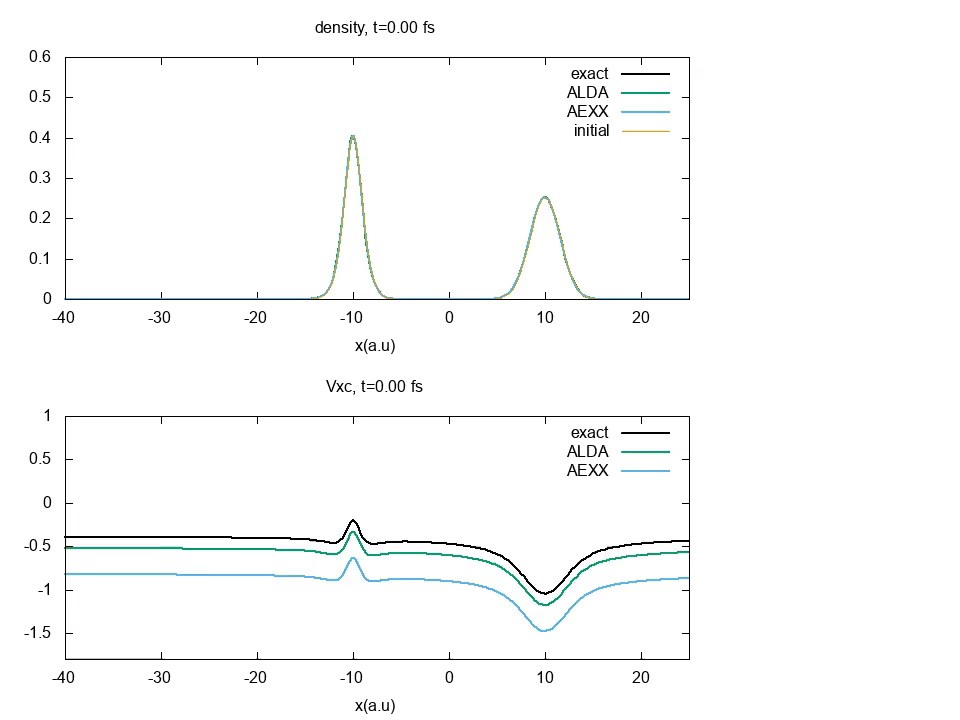 density, t=0.00 fs
0.6
0.5
0.4
0.3
0.2
0.1
0
exact
ALDA
AEXX
initial
-40 -30 -20 -10 0 10 20
x(a.u)
Vxc, t=0.00 fs
1
0.5
0
-0.5
-1
-1.5
exact
ALDA
AEXX
-40 -30 -20 -10 0 10 20
x(a.u)